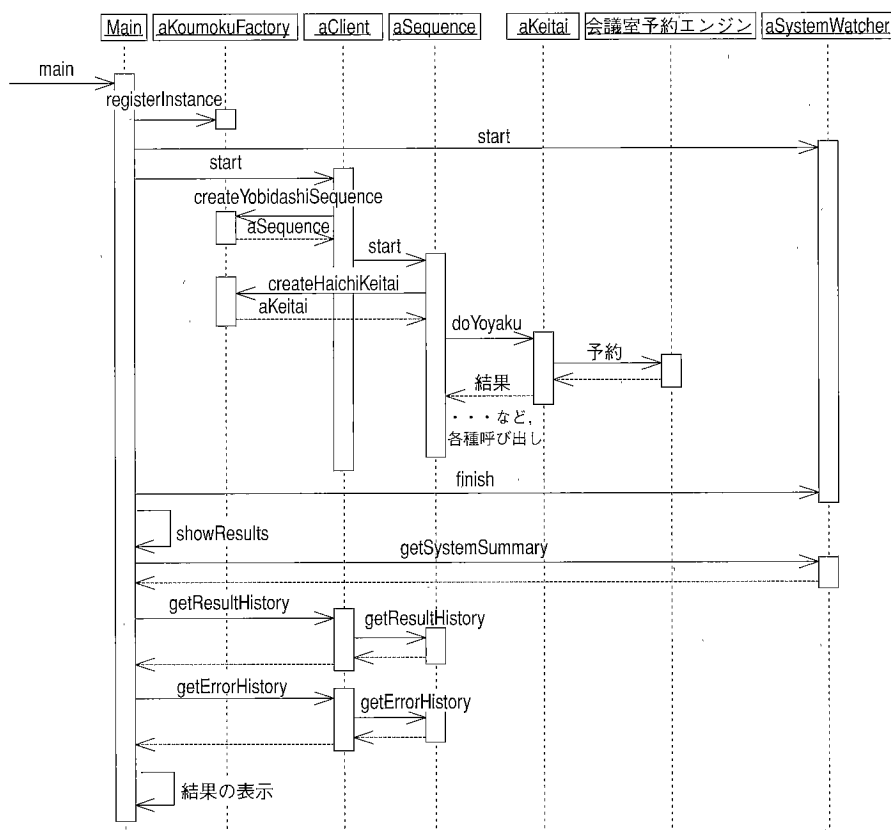 Main
aKoumokuFactory
aClient
aSequence
aKeitai
会議室予約エンジン
aSystemWatcher
main
registerInstance
start
start
createYobidashiSequence
aSequence
start
createHaichiKeitai
aKeitai
doYoyaku
予約
結果
・・・など,
各種呼び出し
finish
showResults
getSystemSummary
getResultHistory
getResultHistory
getErrorHistory
getErrorHistory
結果の表示